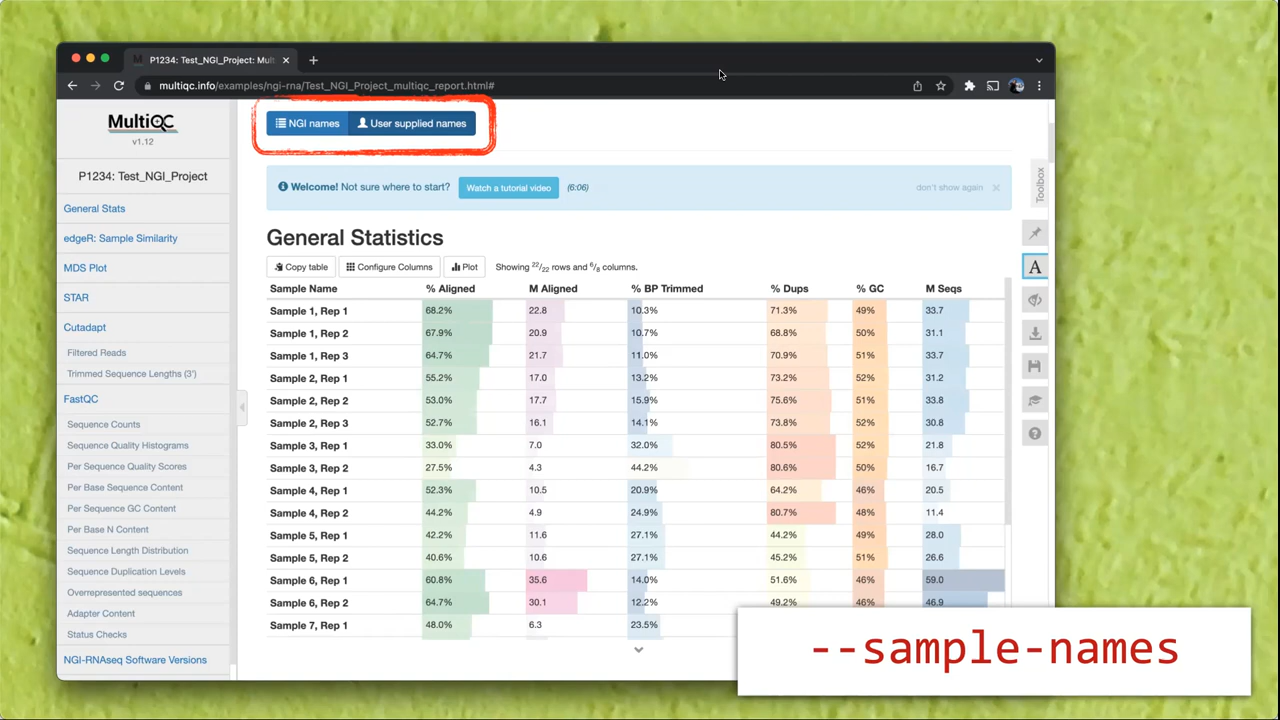 P1234: Test_NGI_Project: Mult
multiqc.info/examples/ngi-rna/Test_NGI_Project_multiqc_report.html#
MultiQC
v1.12
P1234: Test_NGI_Project
General Stats
edgeR: Sample Similarity
MDS Plot
STAR
Cutadapt
Filtered Reads
Trimmed Sequence Lengths (3')
FastQC
Sequence Counts
Sequence Quality Histograms
Per Sequence Quality Scores
Per Base Sequence Content
Per Sequence GC Content
Per Base N Content
Sequence Length Distribution
Sequence Duplication Levels
Overrepresented sequences
Adapter Content
Status Checks
NGI-RNAseq Software Versions
NGI names User supplied names
Welcome! Not sure where to start? Watch a tutorial video (6:06) don't show again ×
Toolbox
A
General Statistics
Copy table Configure Columns Plot Showing 22/22 rows and 6/8 columns.
Sample Name % Aligned M Aligned % BP Trimmed % Dups % GC M Seqs
Sample 1, Rep 1 68.2% 22.8 10.3% 71.3% 49% 33.7
Sample 1, Rep 2 67.9% 20.9 10.7% 68.8% 50% 31.1
Sample 1, Rep 3 64.7% 21.7 11.0% 70.9% 51% 33.7
Sample 2, Rep 1 55.2% 17.0 13.2% 73.2% 52% 31.2
Sample 2, Rep 2 53.0% 17.7 15.9% 75.6% 51% 33.8
Sample 2, Rep 3 52.7% 16.1 14.1% 73.8% 52% 30.8
Sample 3, Rep 1 33.0% 7.0 32.0% 80.5% 52% 21.8
Sample 3, Rep 2 27.5% 4.3 44.2% 80.6% 50% 16.7
Sample 4, Rep 1 52.3% 10.5 20.9% 64.2% 46% 20.5
Sample 4, Rep 2 44.2% 4.9 24.9% 80.7% 48% 11.4
Sample 5, Rep 1 42.2% 11.6 27.1% 44.2% 49% 28.0
Sample 5, Rep 2 40.6% 10.6 27.1% 45.2% 51% 26.6
Sample 6, Rep 1 60.8% 35.6 14.0% 51.6% 46% 59.0
Sample 6, Rep 2 64.7% 30.1 12.2% 49.2% 46% 46.9
Sample 7, Rep 1 48.0% 6.3 23.5%
--sample-names